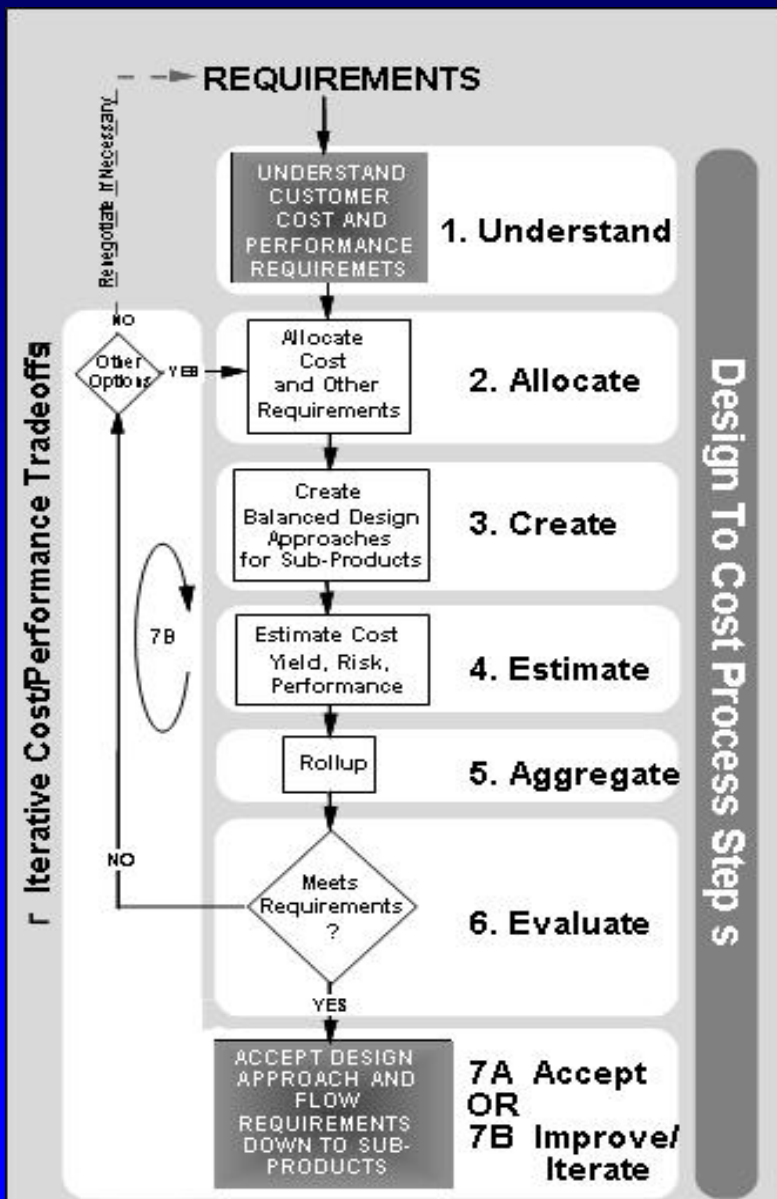 REQUIREMENTS
Renegotiate If Necessary
UNDERSTAND
CUSTOMER
COST AND
PERFORMANCE
REQUIREMETS
1. Understand
NO
Other
Options
YES
Allocate
Cost
and Other
Requirements
2. Allocate
Create
Balanced Design
Approaches
for Sub-Products
3. Create
7B
Estimate Cost
Yield, Risk,
Performance
4. Estimate
Rollup
5. Aggregate
NO
Meets
Requirements
?
6. Evaluate
YES
ACCEPT DESIGN
APPROACH AND
FLOW
REQUIREMENTS
DOWN TO SUB-
PRODUCTS
7A Accept
OR
7B Improve/
Iterate
r Iterative Cost/Performance Tradeoffs
Design To Cost Process Step s